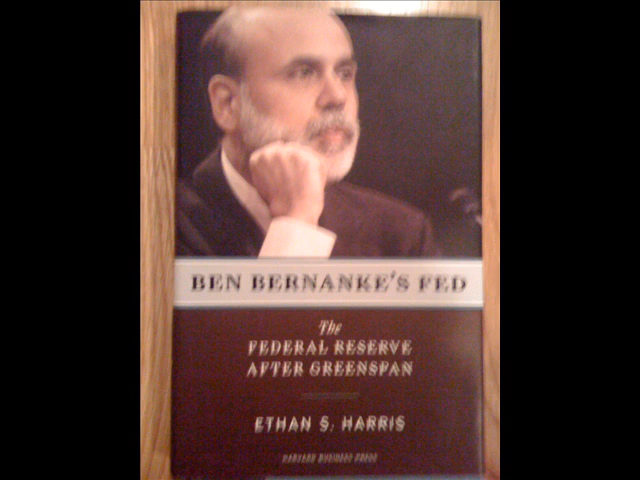 BEN BERNANKE'S FED
The
FEDERAL RESERVE
AFTER GREENSPAN
ETHAN S. HARRIS
HARVARD BUSINESS PRESS